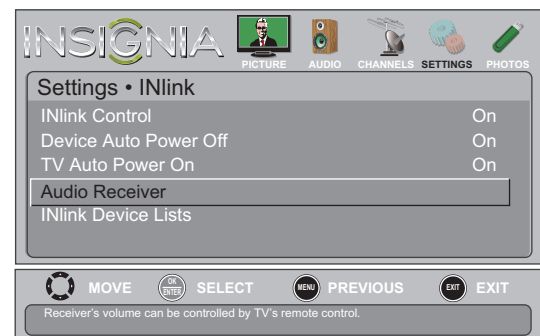 INSIGNIA
PICTURE AUDIO CHANNELS SETTINGS PHOTOS
Settings • INlink
INlink Control On
Device Auto Power Off On
TV Auto Power On On
Audio Receiver
INlink Device Lists
MOVE OK ENTER SELECT MENU PREVIOUS EXIT EXIT
Receiver's volume can be controlled by TV's remote control.